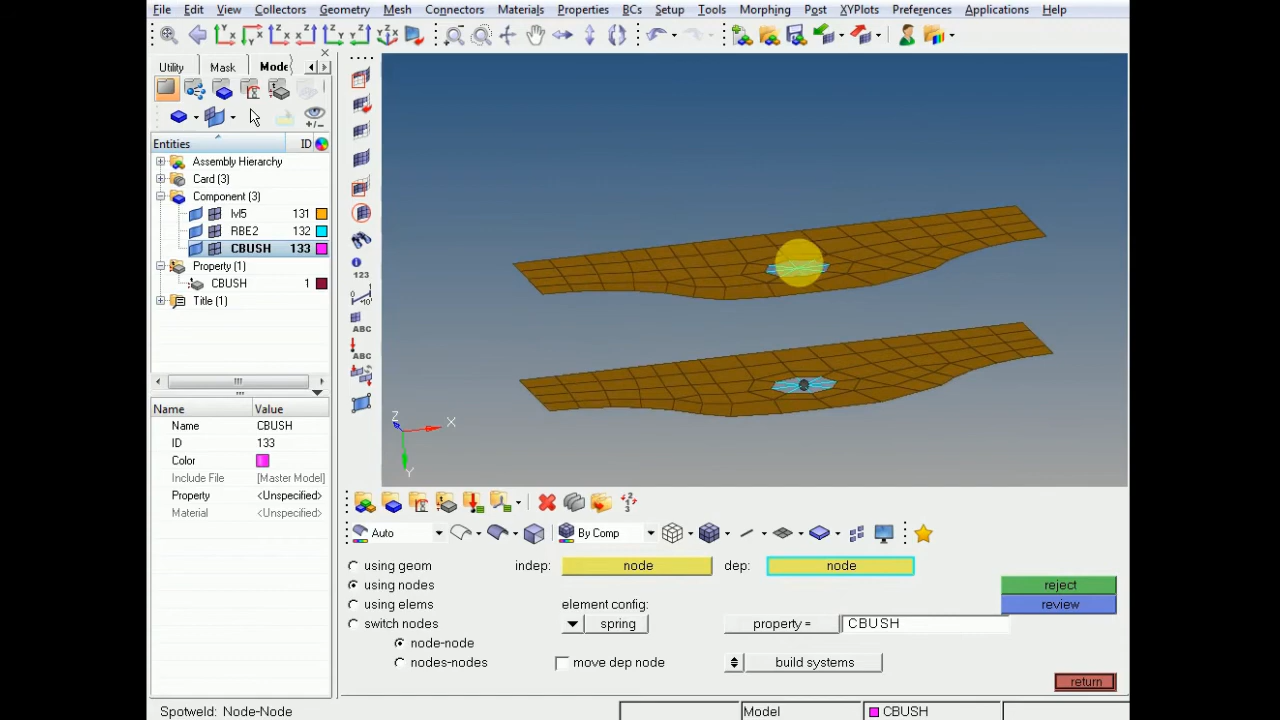 File Edit View Collectors Geometry Mesh Connectors Materials Properties BCs Setup Tools Morphing Post XYPlots Preferences Applications Help
Utility Mask Mode
Entities ID
Assembly Hierarchy
Card (3)
Component (3)
lvl5 131
RBE2 132
CBUSH 133
Property (1)
CBUSH 1
Title (1)
Name Value
Name CBUSH
ID 133
Color
Include File [Master Model]
Property <Unspecified>
Material <Unspecified>
123
ABC
ABC
Z
X
Y
Auto By Comp
using geom indep: node dep: node
using nodes reject
using elems element config: review
switch nodes spring property = CBUSH
node-node
nodes-nodes move dep node build systems
return
Spotweld: Node-Node Model CBUSH